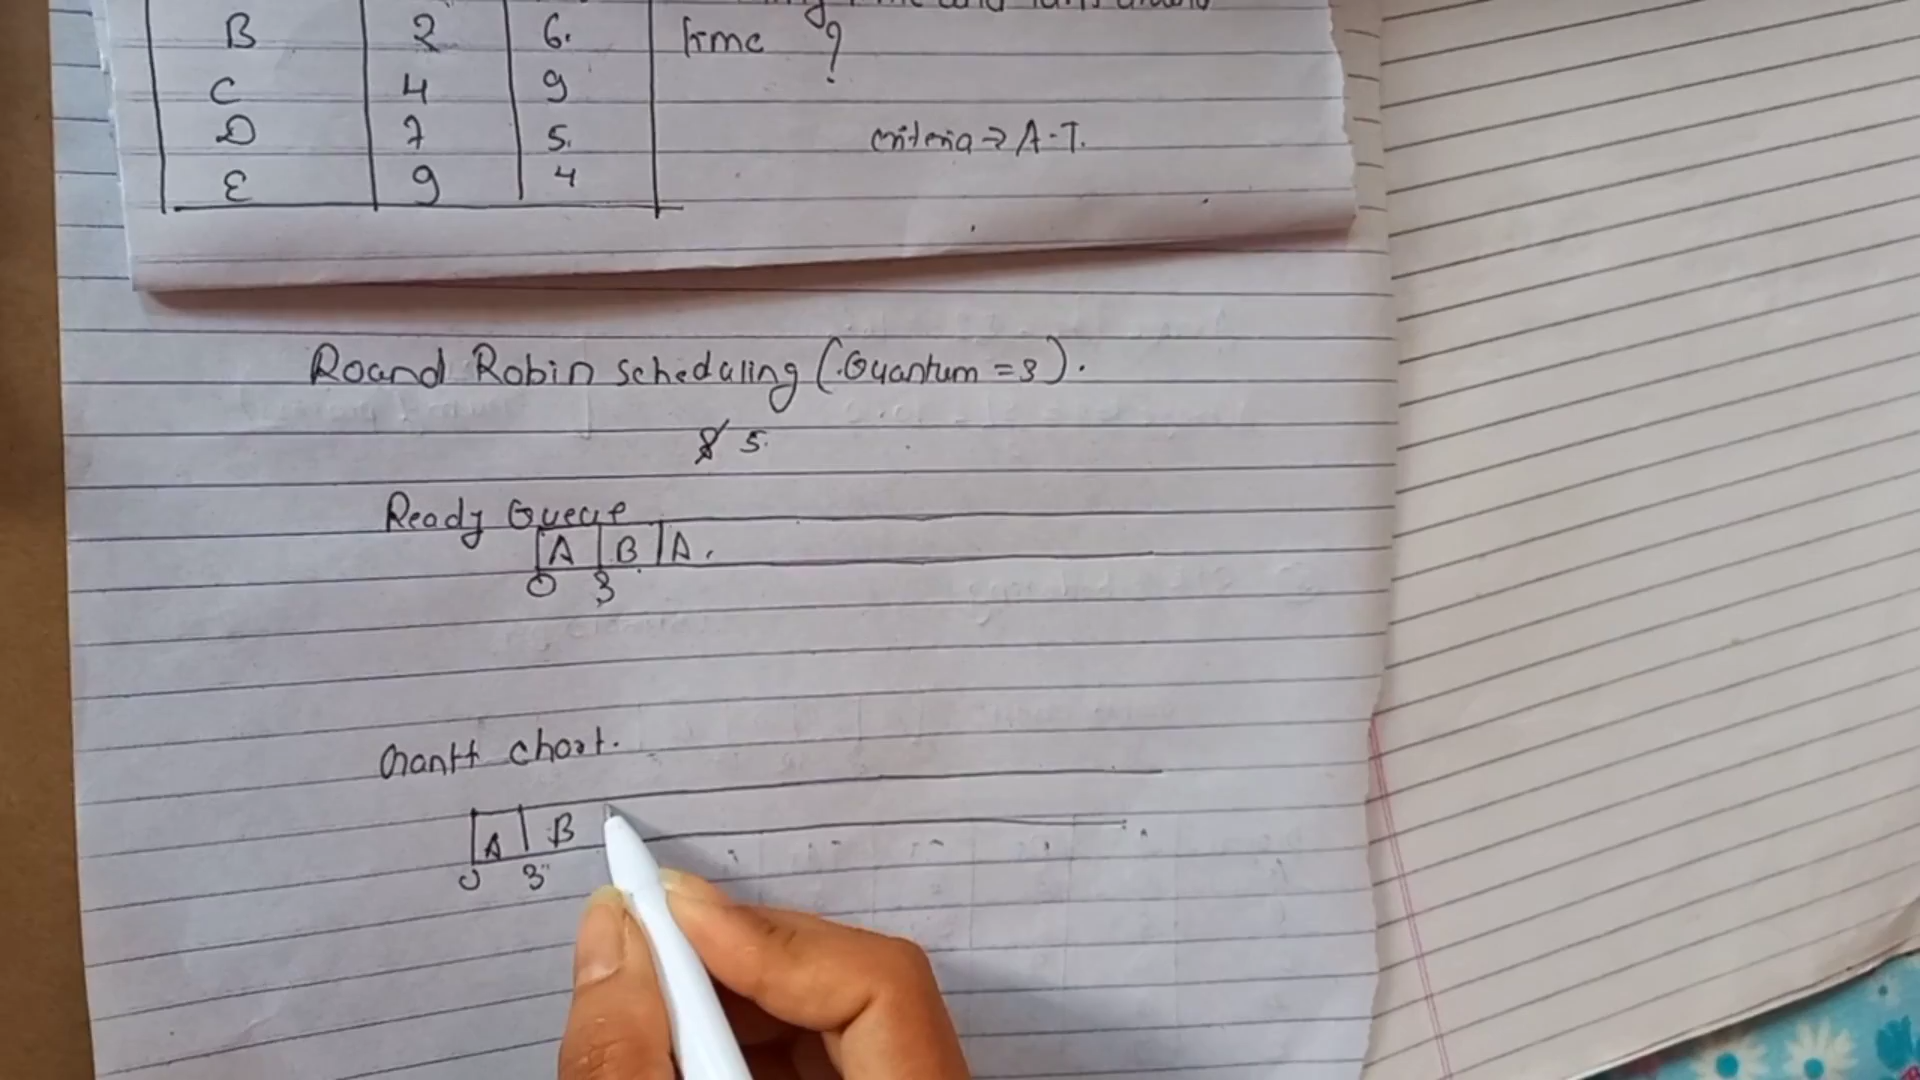 B 2 6.
time ?
C 4 9
D 7 5.
criteria → A.T.
E 9 4
Round Robin scheduling (Quantum = 3).
8 5.
Ready Queue
A B A.
0 3
Gantt chart.
A B
0 3